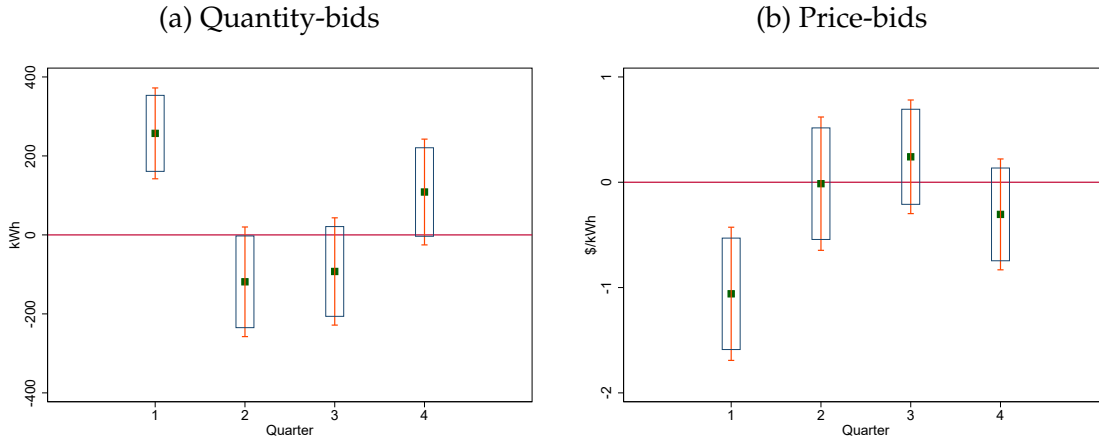 (a) Quantity-bids
400
200
0
-200
-400
kWh
1 2 3 4
Quarter
(b) Price-bids
1
0
-1
-2
$/kWh
1 2 3 4
Quarter